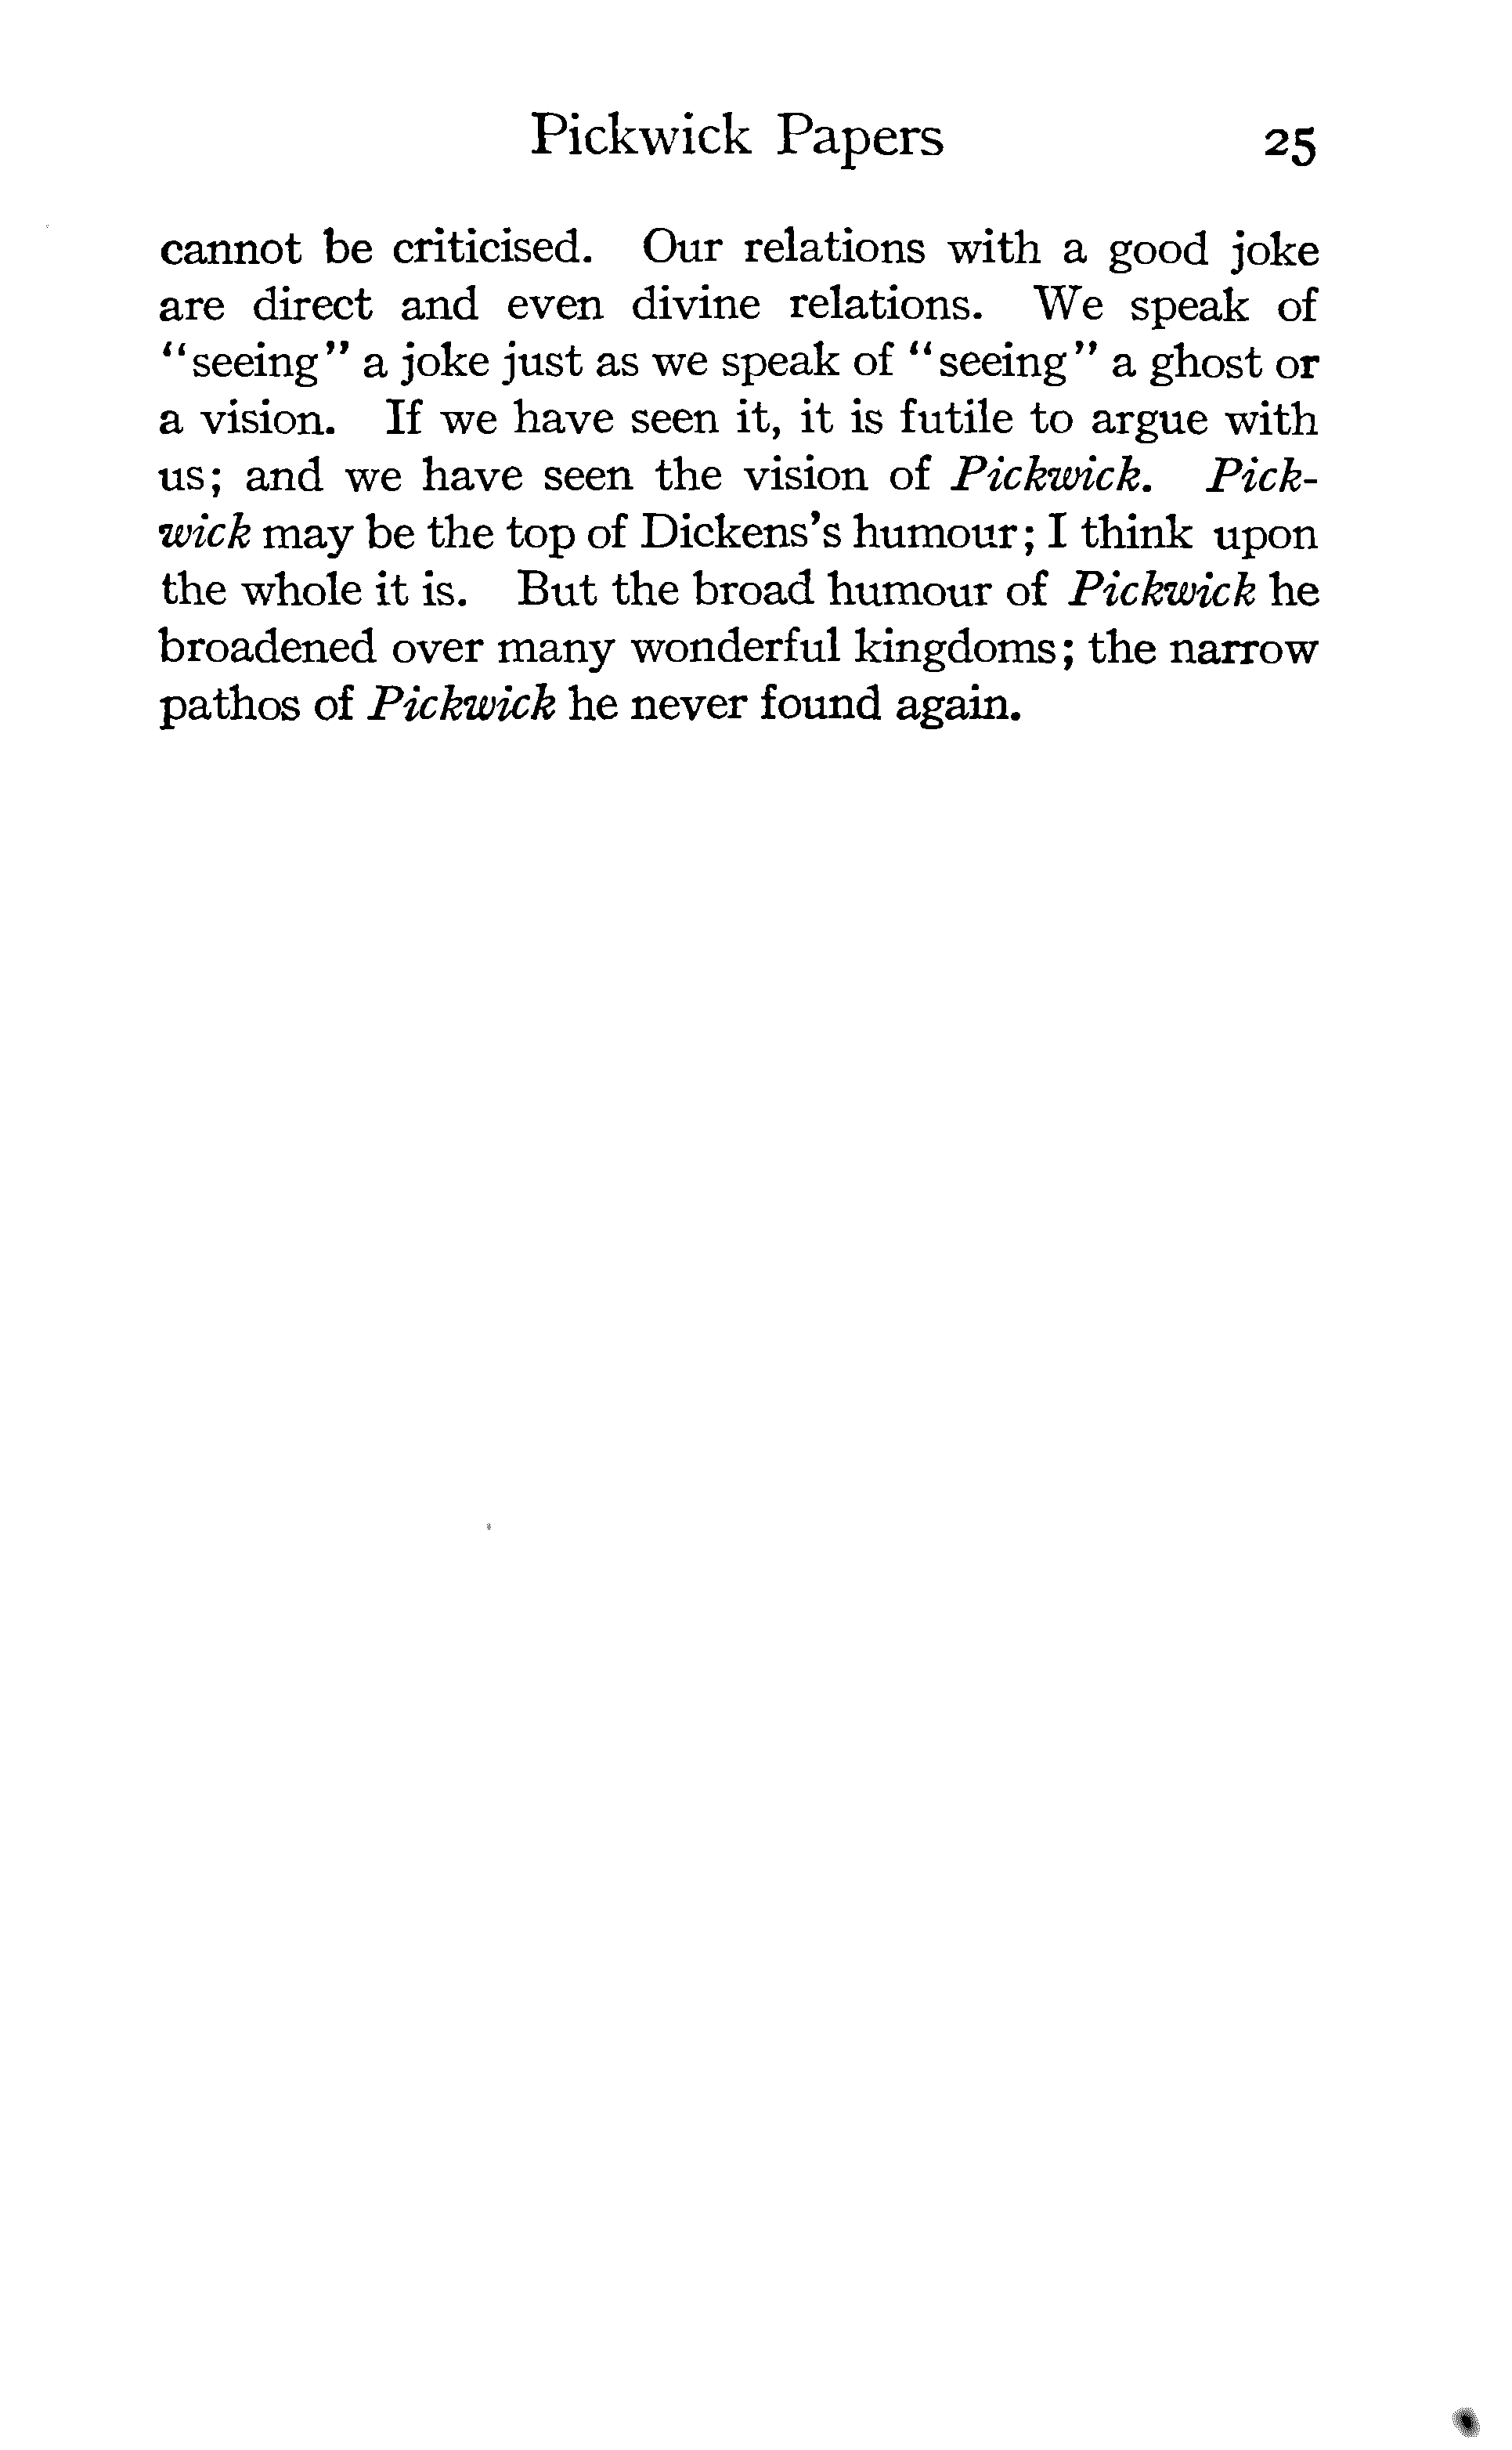 Pickwick Papers 25
cannot be criticised. Our relations with a good joke
are direct and even divine relations. We speak of
“seeing” a joke just as we speak of “seeing” a ghost or
a vision. If we have seen it, it is futile to argue with
us; and we have seen the vision of Pickwick. Pick-
wick may be the top of Dickens’s humour; I think upon
the whole it is. But the broad humour of Pickwick he
broadened over many wonderful kingdoms; the narrow
pathos of Pickwick he never found again.